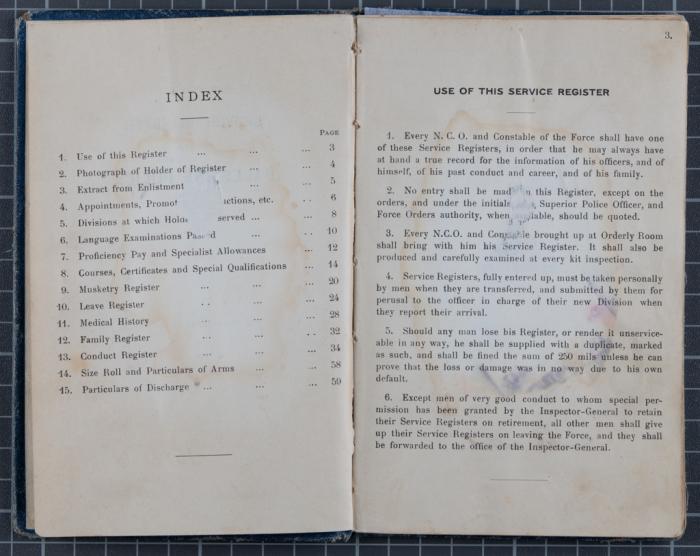 INDEX
PAGE
1. Use of this Register ... ... ... 3
2. Photograph of Holder of Register ... ... 4
3. Extract from Enlistment ... ... 5
4. Appointments, Promot ctions, etc. .. 6
5. Divisions at which served ... ... 8
6. Language Examinations ... .. 10
7. Proficiency Pay and Specialist Allowances ... 12
8. Courses, Certificates and Special Qualifications ... 14
9. Musketry Register ... ... ... 20
10. Leave Register .. ... ... 24
11. Medical History ... ... ... 28
12. Family Register ... ... .. 32
13. Conduct Register ... ... ... 34
14. Size Roll and Particulars of Arms ... ... 58
15. Particulars of Discharge ... ... ... 59
3.
USE OF THIS SERVICE REGISTER
1. Every N. C. O. and Constable of the Force shall have one
of these Service Registers, in order that he may always have
at hand a true record for the information of his officers, and of
himself, of his past conduct and career, and of his family.
2. No entry shall be mad n this Register, except on the
orders, and under the initials , Superior Police Officer, and
Force Orders authority, when lable, should be quoted.
3. Every N.C.O. and Constable brought up at Orderly Room
shall bring with him his Service Register. It shall also be
produced and carefully examined at every kit inspection.
4. Service Registers, fully entered up, must be taken personally
by men when they are transferred, and submitted by them for
perusal to the officer in charge of their new Division when
they report their arrival.
5. Should any man lose his Register, or render it unservice-
able in any way, he shall be supplied with a duplicate, marked
as such, and shall be fined the sum of 250 mils unless he can
prove that the loss or damage was in no way due to his own
default.
6. Except men of very good conduct to whom special per-
mission has been granted by the Inspector-General to retain
their Service Registers on retirement, all other men shall give
up their Service Registers on leaving the Force, and they shall
be forwarded to the office of the Inspector-General.